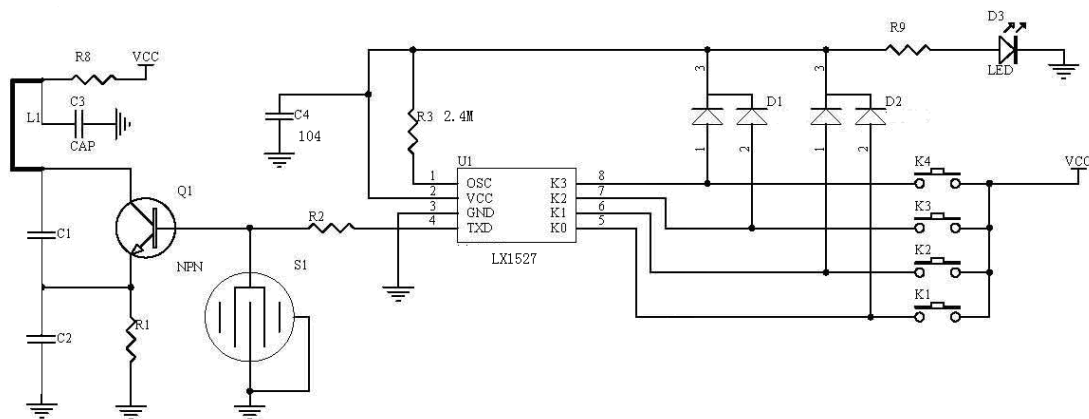 D3
R9
R8
VCC
LED
3
3
C3
L1
CAP
D1
D2
C4
104
R3 2.4M
1
2
1
2
U1
K4
VCC
1 OSC K3 8
2 VCC K2 7
3 GND K1 6
4 TXD K0 5
LX1527
Q1
R2
K3
C1
NPN
S1
K2
K1
C2
R1